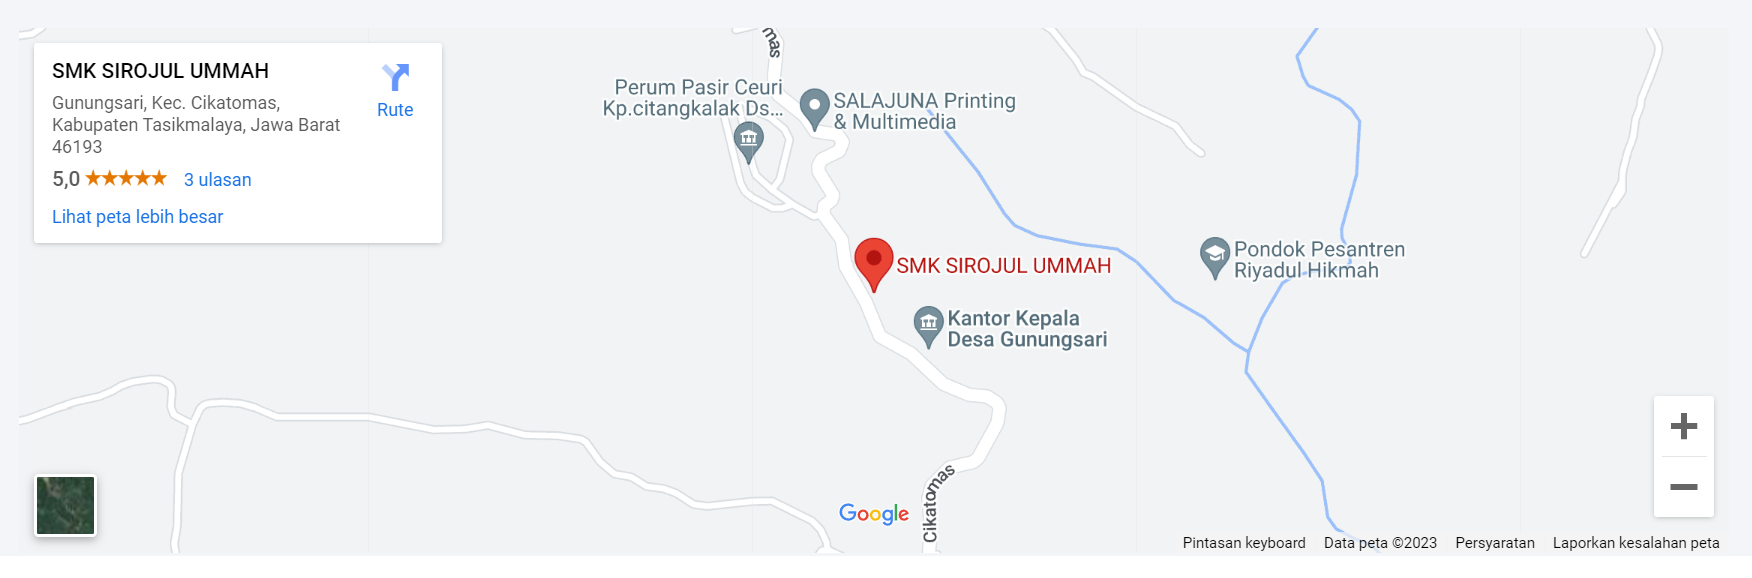 SMK SIROJUL UMMAH
Gunungsari, Kec. Cikatomas,
Kabupaten Tasikmalaya, Jawa Barat
46193
5,0 ★★★★★ 3 ulasan
Lihat peta lebih besar
Rute
Perum Pasir Ceuri
Kp.citangkalak Ds...
SALAJUNA Printing
& Multimedia
SMK SIROJUL UMMAH
Kantor Kepala
Desa Gunungsari
Pondok Pesantren
Riyadul Hikmah
Cikatomas
Google
Pintasan keyboard Data peta ©2023 Persyaratan Laporkan kesalahan peta